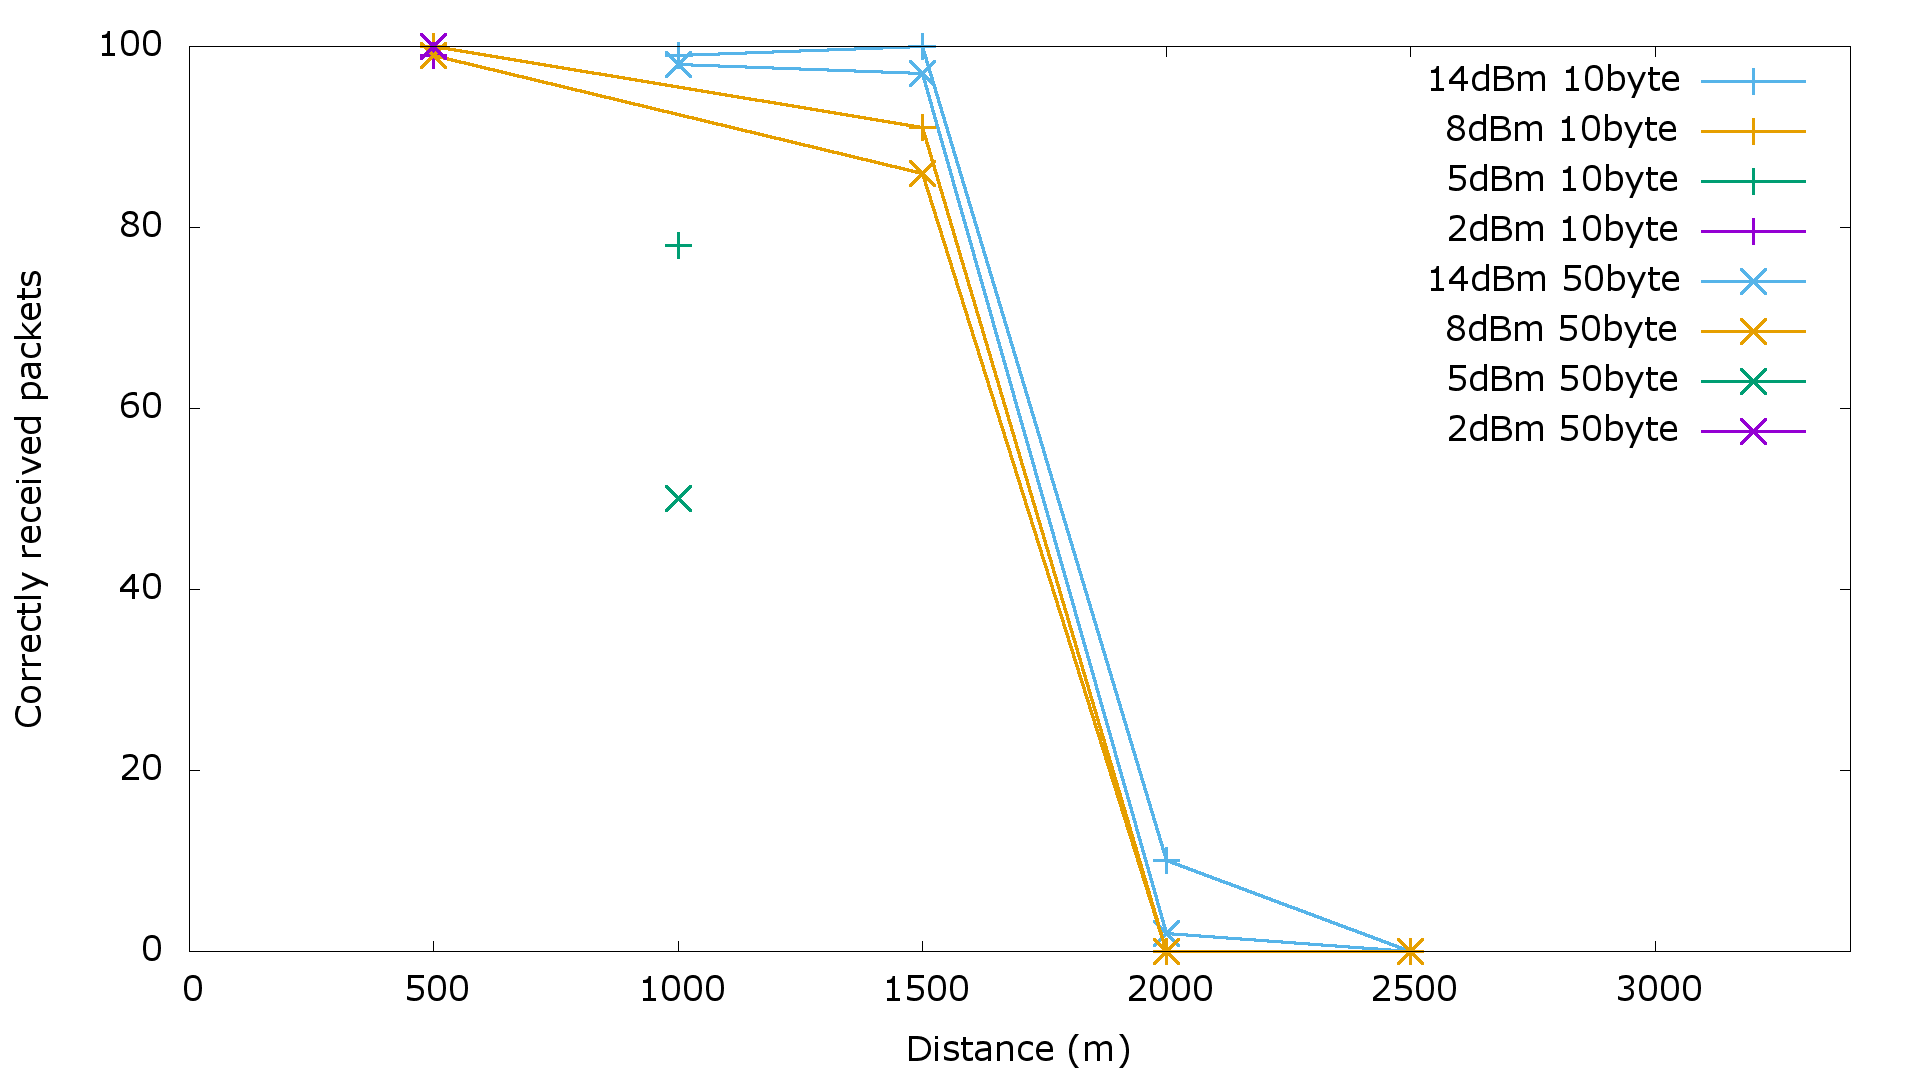 100
80
60
40
20
0
Correctly received packets
0 500 1000 1500 2000 2500 3000
Distance (m)
14dBm 10byte
8dBm 10byte
5dBm 10byte
2dBm 10byte
14dBm 50byte
8dBm 50byte
5dBm 50byte
2dBm 50byte